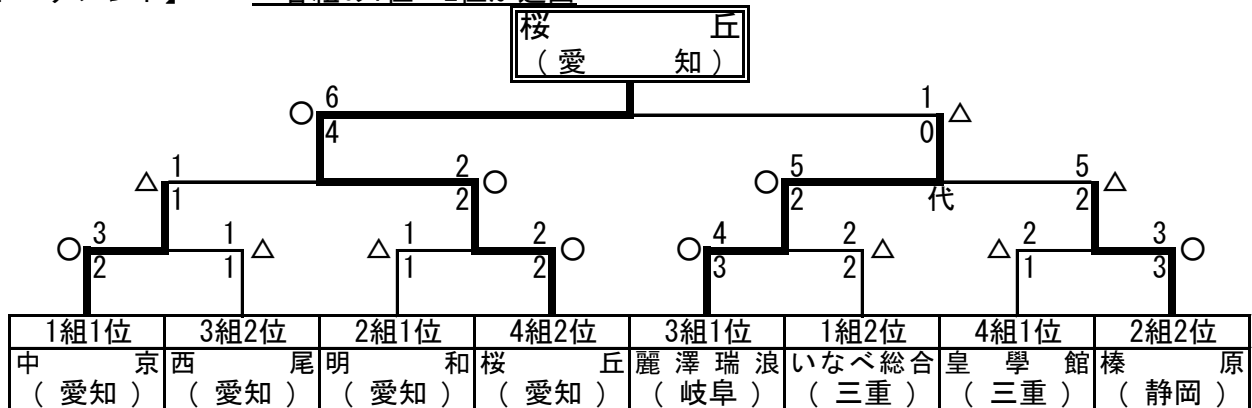 桜 丘
（ 愛 知 ）
○ 6 1 △
4 0
△ 1 2 ○ ○ 5 5 △
1 2 2 代 2
○ 3 1 △ △ 1 2 ○ ○ 4 2 △ △ 2 3 ○
2 1 1 2 3 2 1 3
1組1位 3組2位 2組1位 4組2位 3組1位 1組2位 4組1位 2組2位
中 京 西 尾 明 和 桜 丘 麗 澤 瑞 浪 いなべ総合 皇 學 館 榛 原
（ 愛知 ） （ 愛知 ） （ 愛知 ） （ 愛知 ） （ 岐阜 ） （ 三重 ） （ 三重 ） （ 静岡 ）